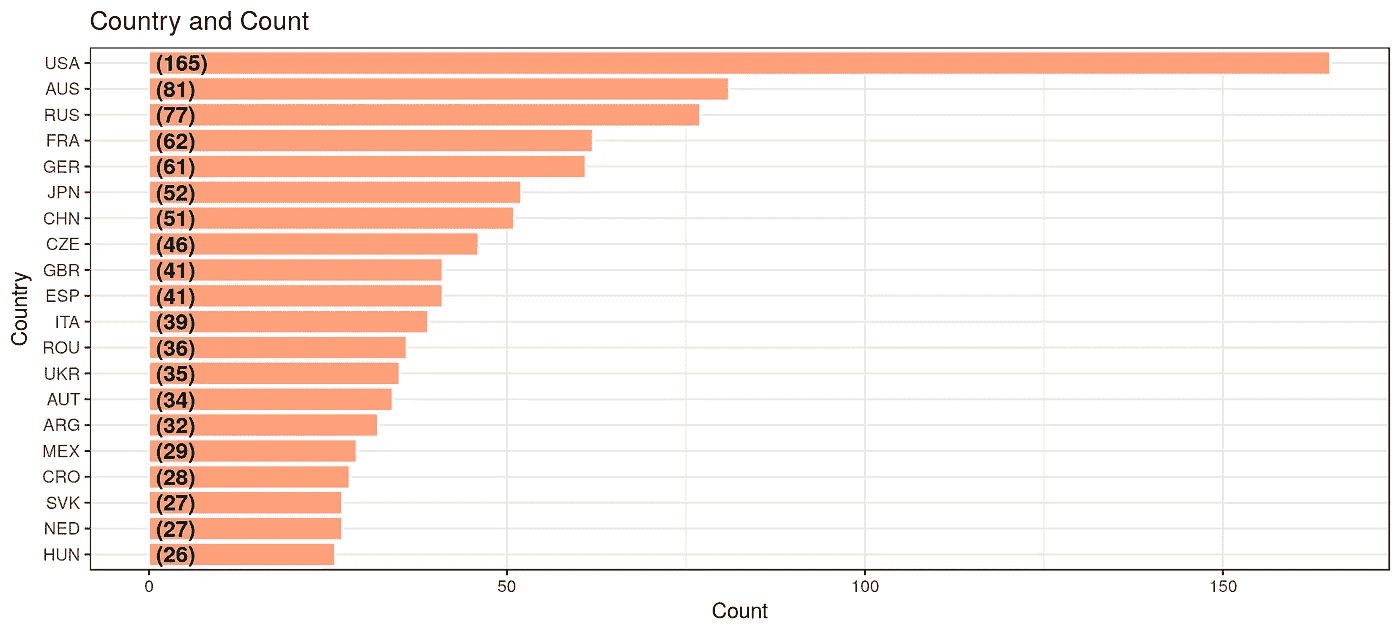 Country and Count
Country
USA (165)
AUS (81)
RUS (77)
FRA (62)
GER (61)
JPN (52)
CHN (51)
CZE (46)
GBR (41)
ESP (41)
ITA (39)
ROU (36)
UKR (35)
AUT (34)
ARG (32)
MEX (29)
CRO (28)
SVK (27)
NED (27)
HUN (26)
0 50 100 150
Count